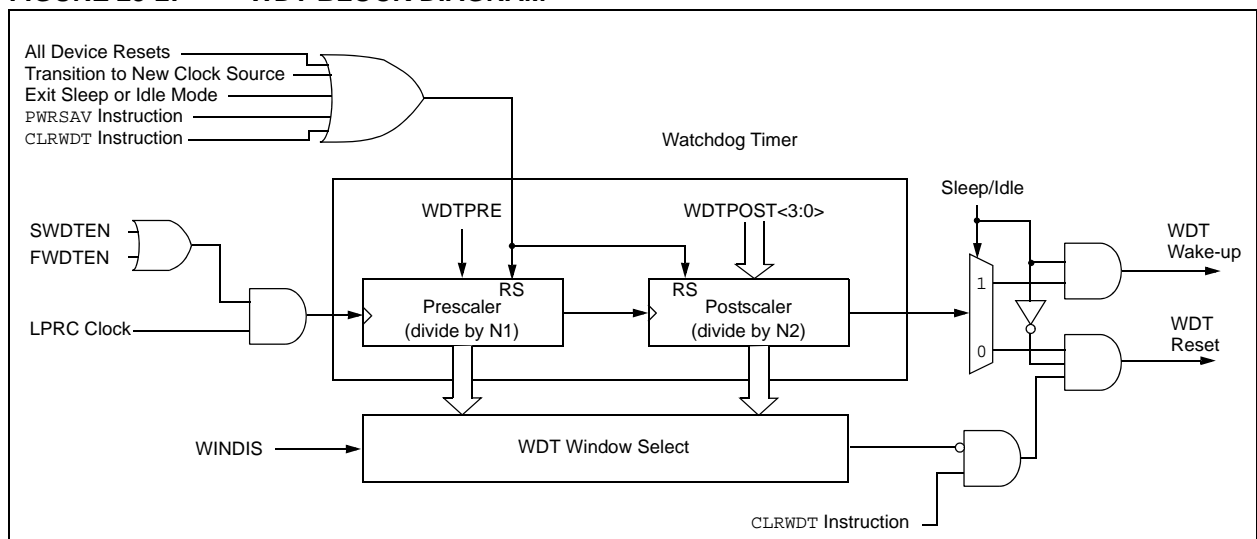 All Device Resets
Transition to New Clock Source
Exit Sleep or Idle Mode
PWRSAV Instruction
CLRWDT Instruction
Watchdog Timer
Sleep/Idle
WDTPRE
WDTPOST<3:0>
SWDTEN
FWDTEN
WDT
Wake-up
RS
RS
1
Prescaler
(divide by N1)
Postscaler
(divide by N2)
LPRC Clock
WDT
Reset
0
WINDIS
WDT Window Select
CLRWDT Instruction